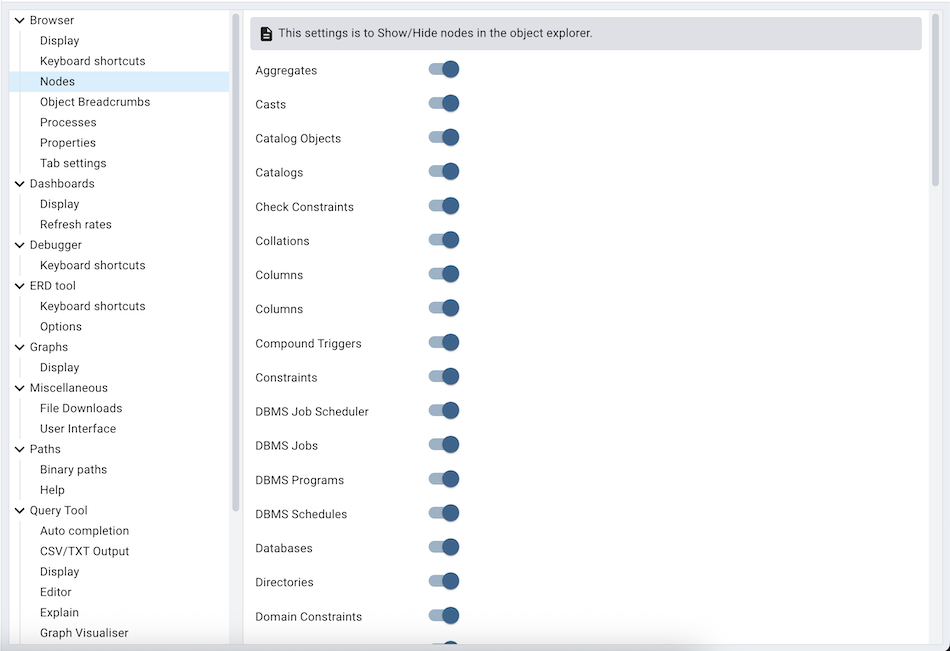 Browser
Display
Keyboard shortcuts
Nodes
Object Breadcrumbs
Processes
Properties
Tab settings
Dashboards
Display
Refresh rates
Debugger
Keyboard shortcuts
ERD tool
Keyboard shortcuts
Options
Graphs
Display
Miscellaneous
File Downloads
User Interface
Paths
Binary paths
Help
Query Tool
Auto completion
CSV/TXT Output
Display
Editor
Explain
Graph Visualiser
This settings is to Show/Hide nodes in the object explorer.
Aggregates
Casts
Catalog Objects
Catalogs
Check Constraints
Collations
Columns
Columns
Compound Triggers
Constraints
DBMS Job Scheduler
DBMS Jobs
DBMS Programs
DBMS Schedules
Databases
Directories
Domain Constraints